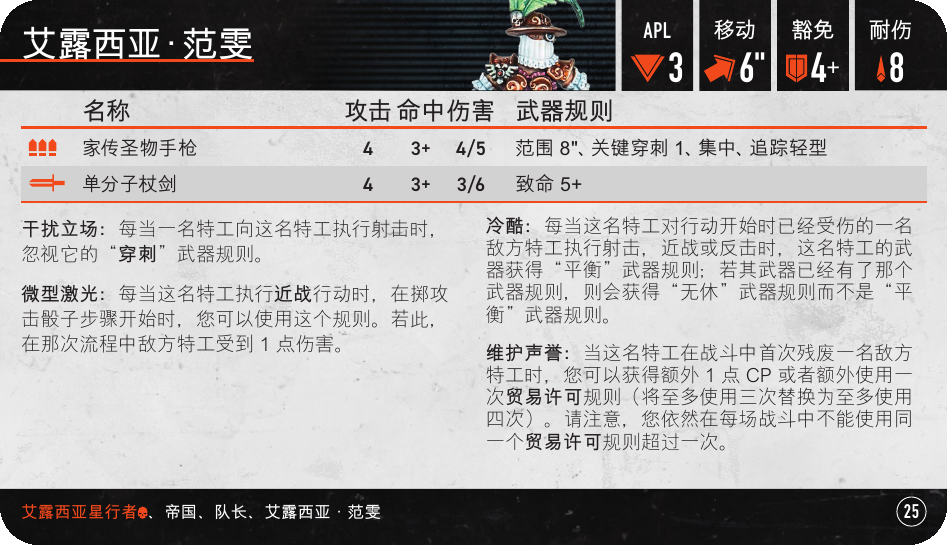 艾露西亚·范雯
APL 移动 豁免 耐伤
3 6" 4+ 8
名称 攻击 命中 伤害 武器规则
家传圣物手枪 4 3+ 4/5 范围 8"、关键穿刺 1、集中、追踪轻型
单分子杖剑 4 3+ 3/6 致命 5+
干扰立场：每当一名特工向这名特工执行射击时，
忽视它的“穿刺”武器规则。
微型激光：每当这名特工执行近战行动时，在掷攻
击骰子步骤开始时，您可以使用这个规则。若此，
在那次流程中敌方特工受到 1 点伤害。
冷酷：每当这名特工对行动开始时已经受伤的一名
敌方特工执行射击，近战或反击时，这名特工的武
器获得“平衡”武器规则；若其武器已经有了那个
武器规则，则会获得“无休”武器规则而不是“平
衡”武器规则。
维护声誉：当这名特工在战斗中首次残废一名敌方
特工时，您可以获得额外 1 点 CP 或者额外使用一
次贸易许可规则（将至多使用三次替换为至多使用
四次）。请注意，您依然在每场战斗中不能使用同
一个贸易许可规则超过一次。
艾露西亚星行者、帝国、队长、艾露西亚·范雯
25